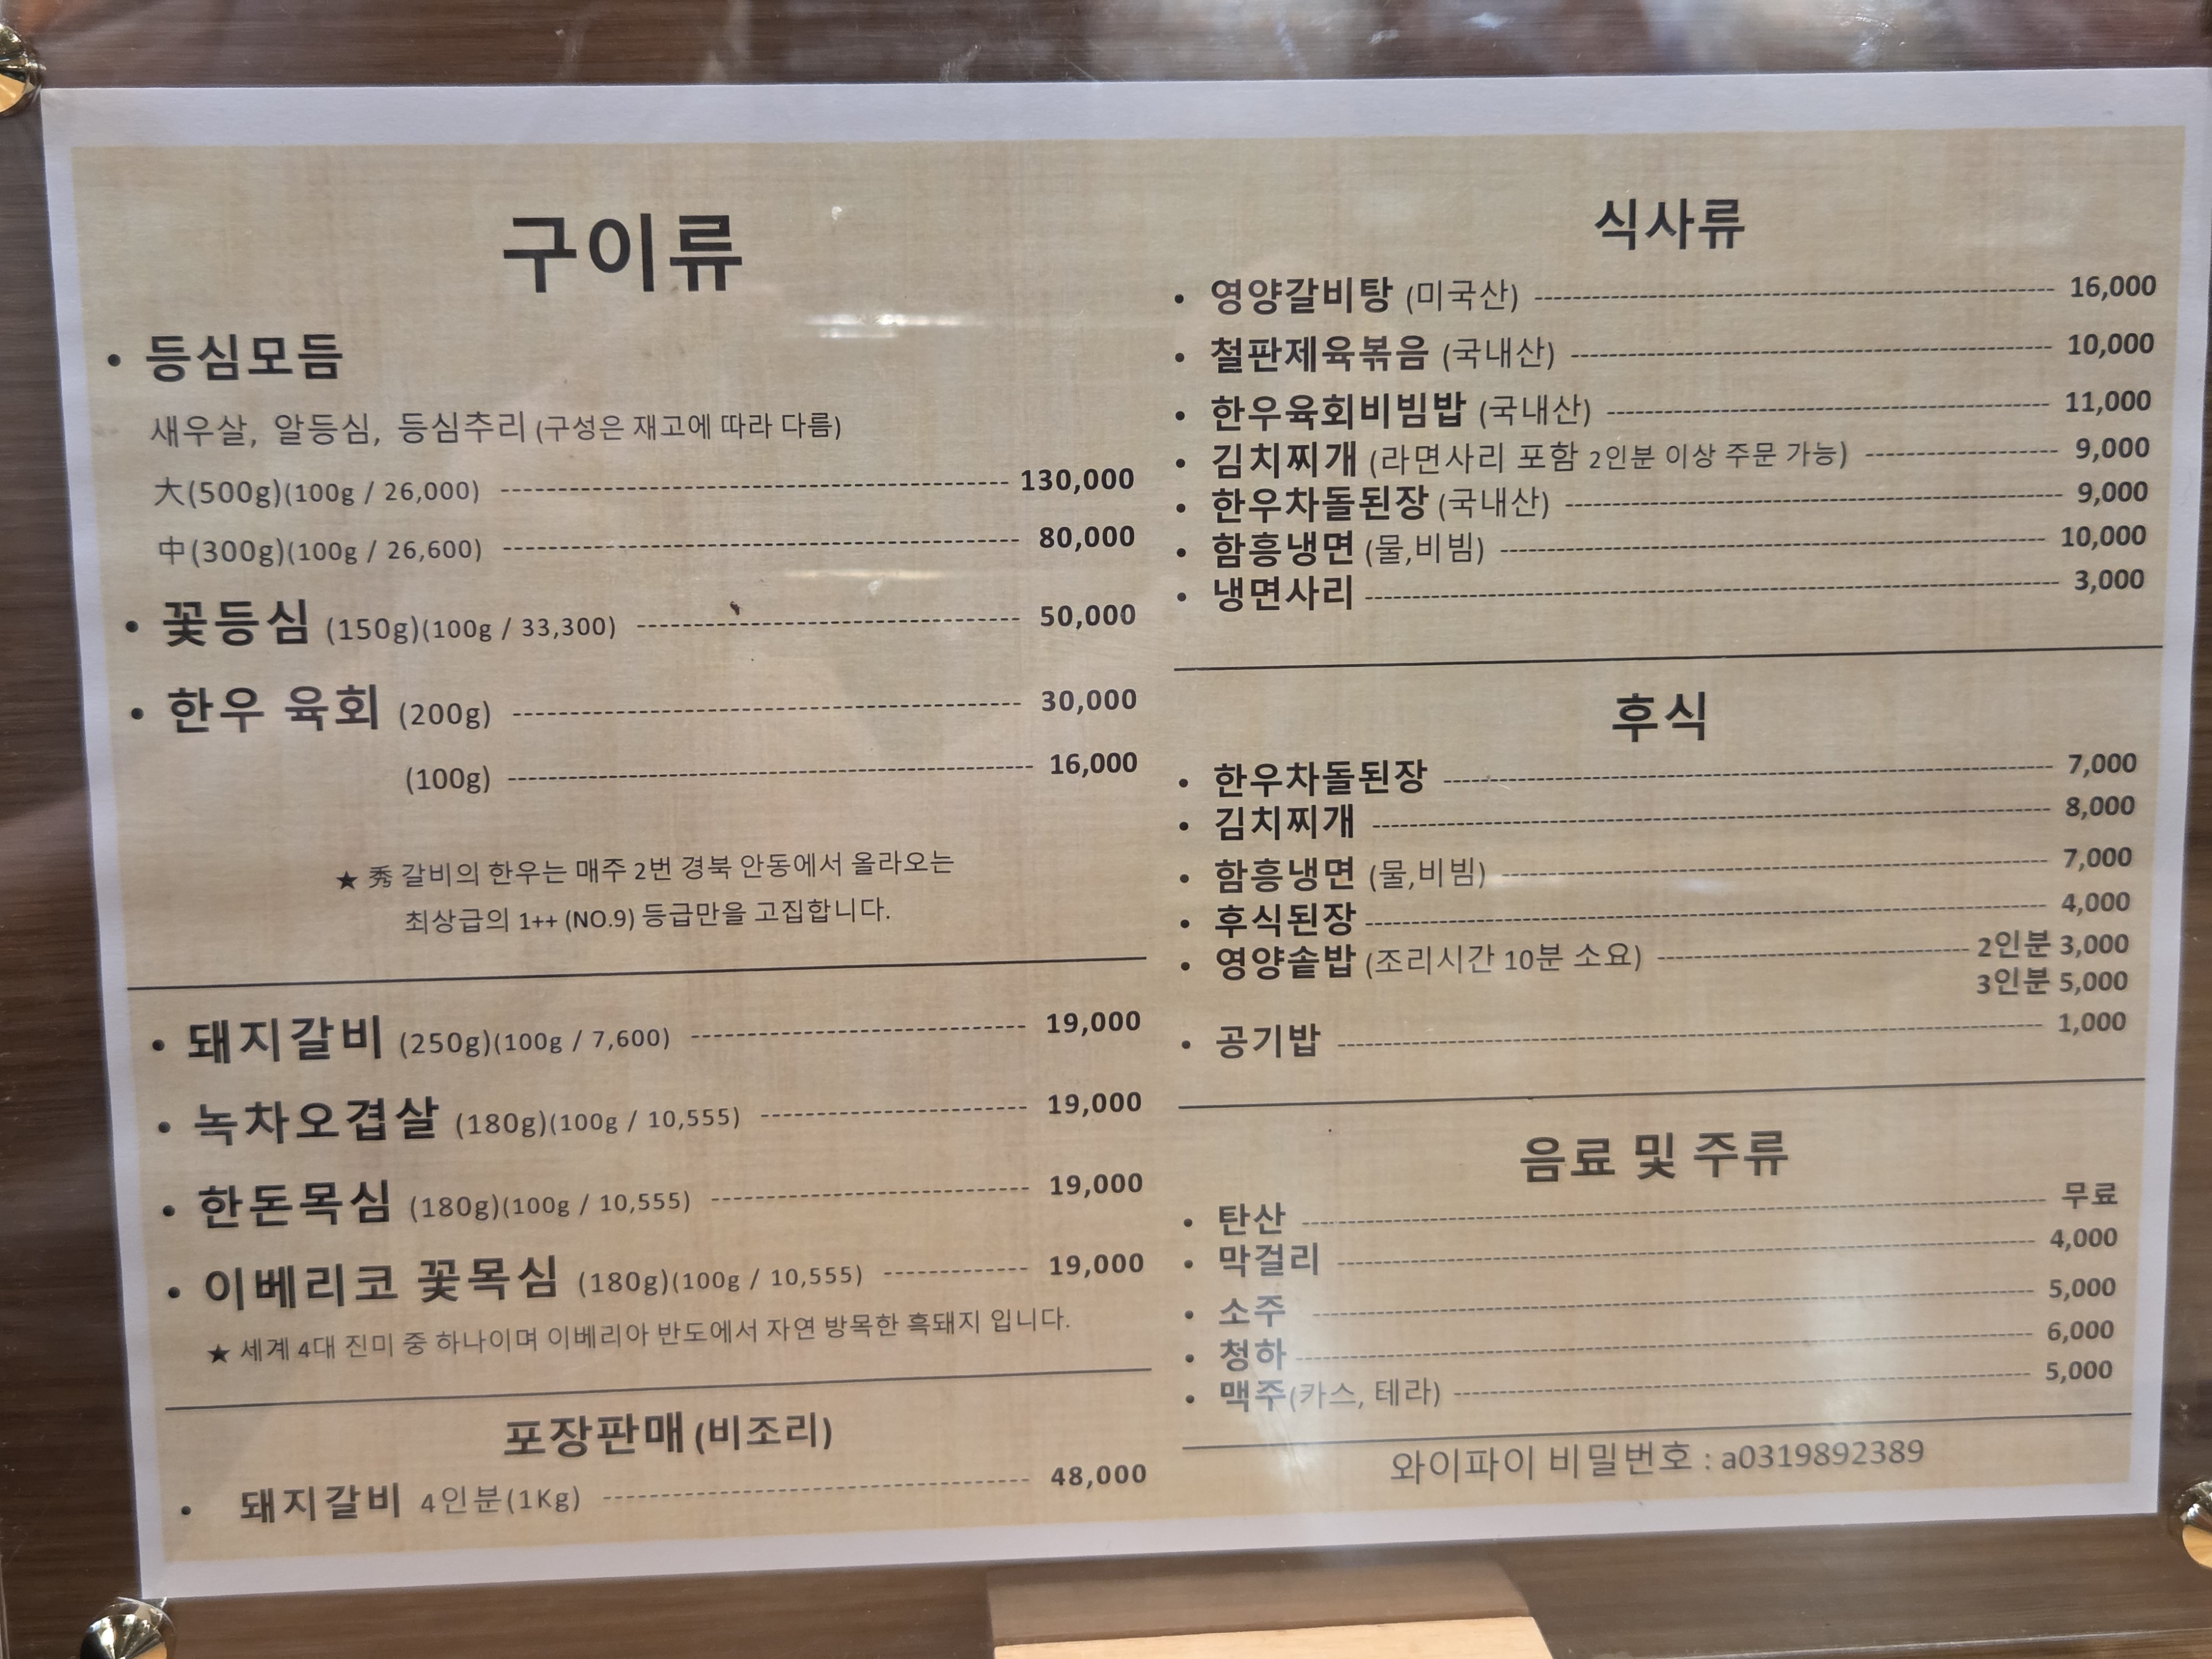 구이류
• 등심모듬
새우살, 알등심, 등심추리 (구성은 재고에 따라 다름)
大(500g)(100g / 26,000) 130,000
中(300g)(100g / 26,600) 80,000
• 꽃등심 (150g)(100g / 33,300) 50,000
• 한우 육회 (200g) 30,000
(100g) 16,000
★ 秀 갈비의 한우는 매주 2번 경북 안동에서 올라오는
최상급의 1++ (NO.9) 등급만을 고집합니다.
• 돼지갈비 (250g)(100g / 7,600) 19,000
• 녹차오겹살 (180g)(100g / 10,555) 19,000
• 한돈목심 (180g)(100g / 10,555) 19,000
• 이베리코 꽃목심 (180g)(100g / 10,555) 19,000
★ 세계 4대 진미 중 하나이며 이베리아 반도에서 자연 방목한 흑돼지 입니다.
포장판매 (비조리)
• 돼지갈비 4인분(1Kg) 48,000
식사류
• 영양갈비탕 (미국산) 16,000
• 철판제육볶음 (국내산) 10,000
• 한우육회비빔밥 (국내산) 11,000
• 김치찌개 (라면사리 포함 2인분 이상 주문 가능) 9,000
• 한우차돌된장 (국내산) 9,000
• 함흥냉면 (물,비빔) 10,000
• 냉면사리 3,000
후식
• 한우차돌된장 7,000
• 김치찌개 8,000
• 함흥냉면 (물,비빔) 7,000
• 후식된장 4,000
• 영양솥밥 (조리시간 10분 소요) 2인분 3,000
3인분 5,000
• 공기밥 1,000
음료 및 주류
• 탄산 무료
• 막걸리 4,000
• 소주 5,000
• 청하 6,000
• 맥주(카스, 테라) 5,000
와이파이 비밀번호 : a0319892389